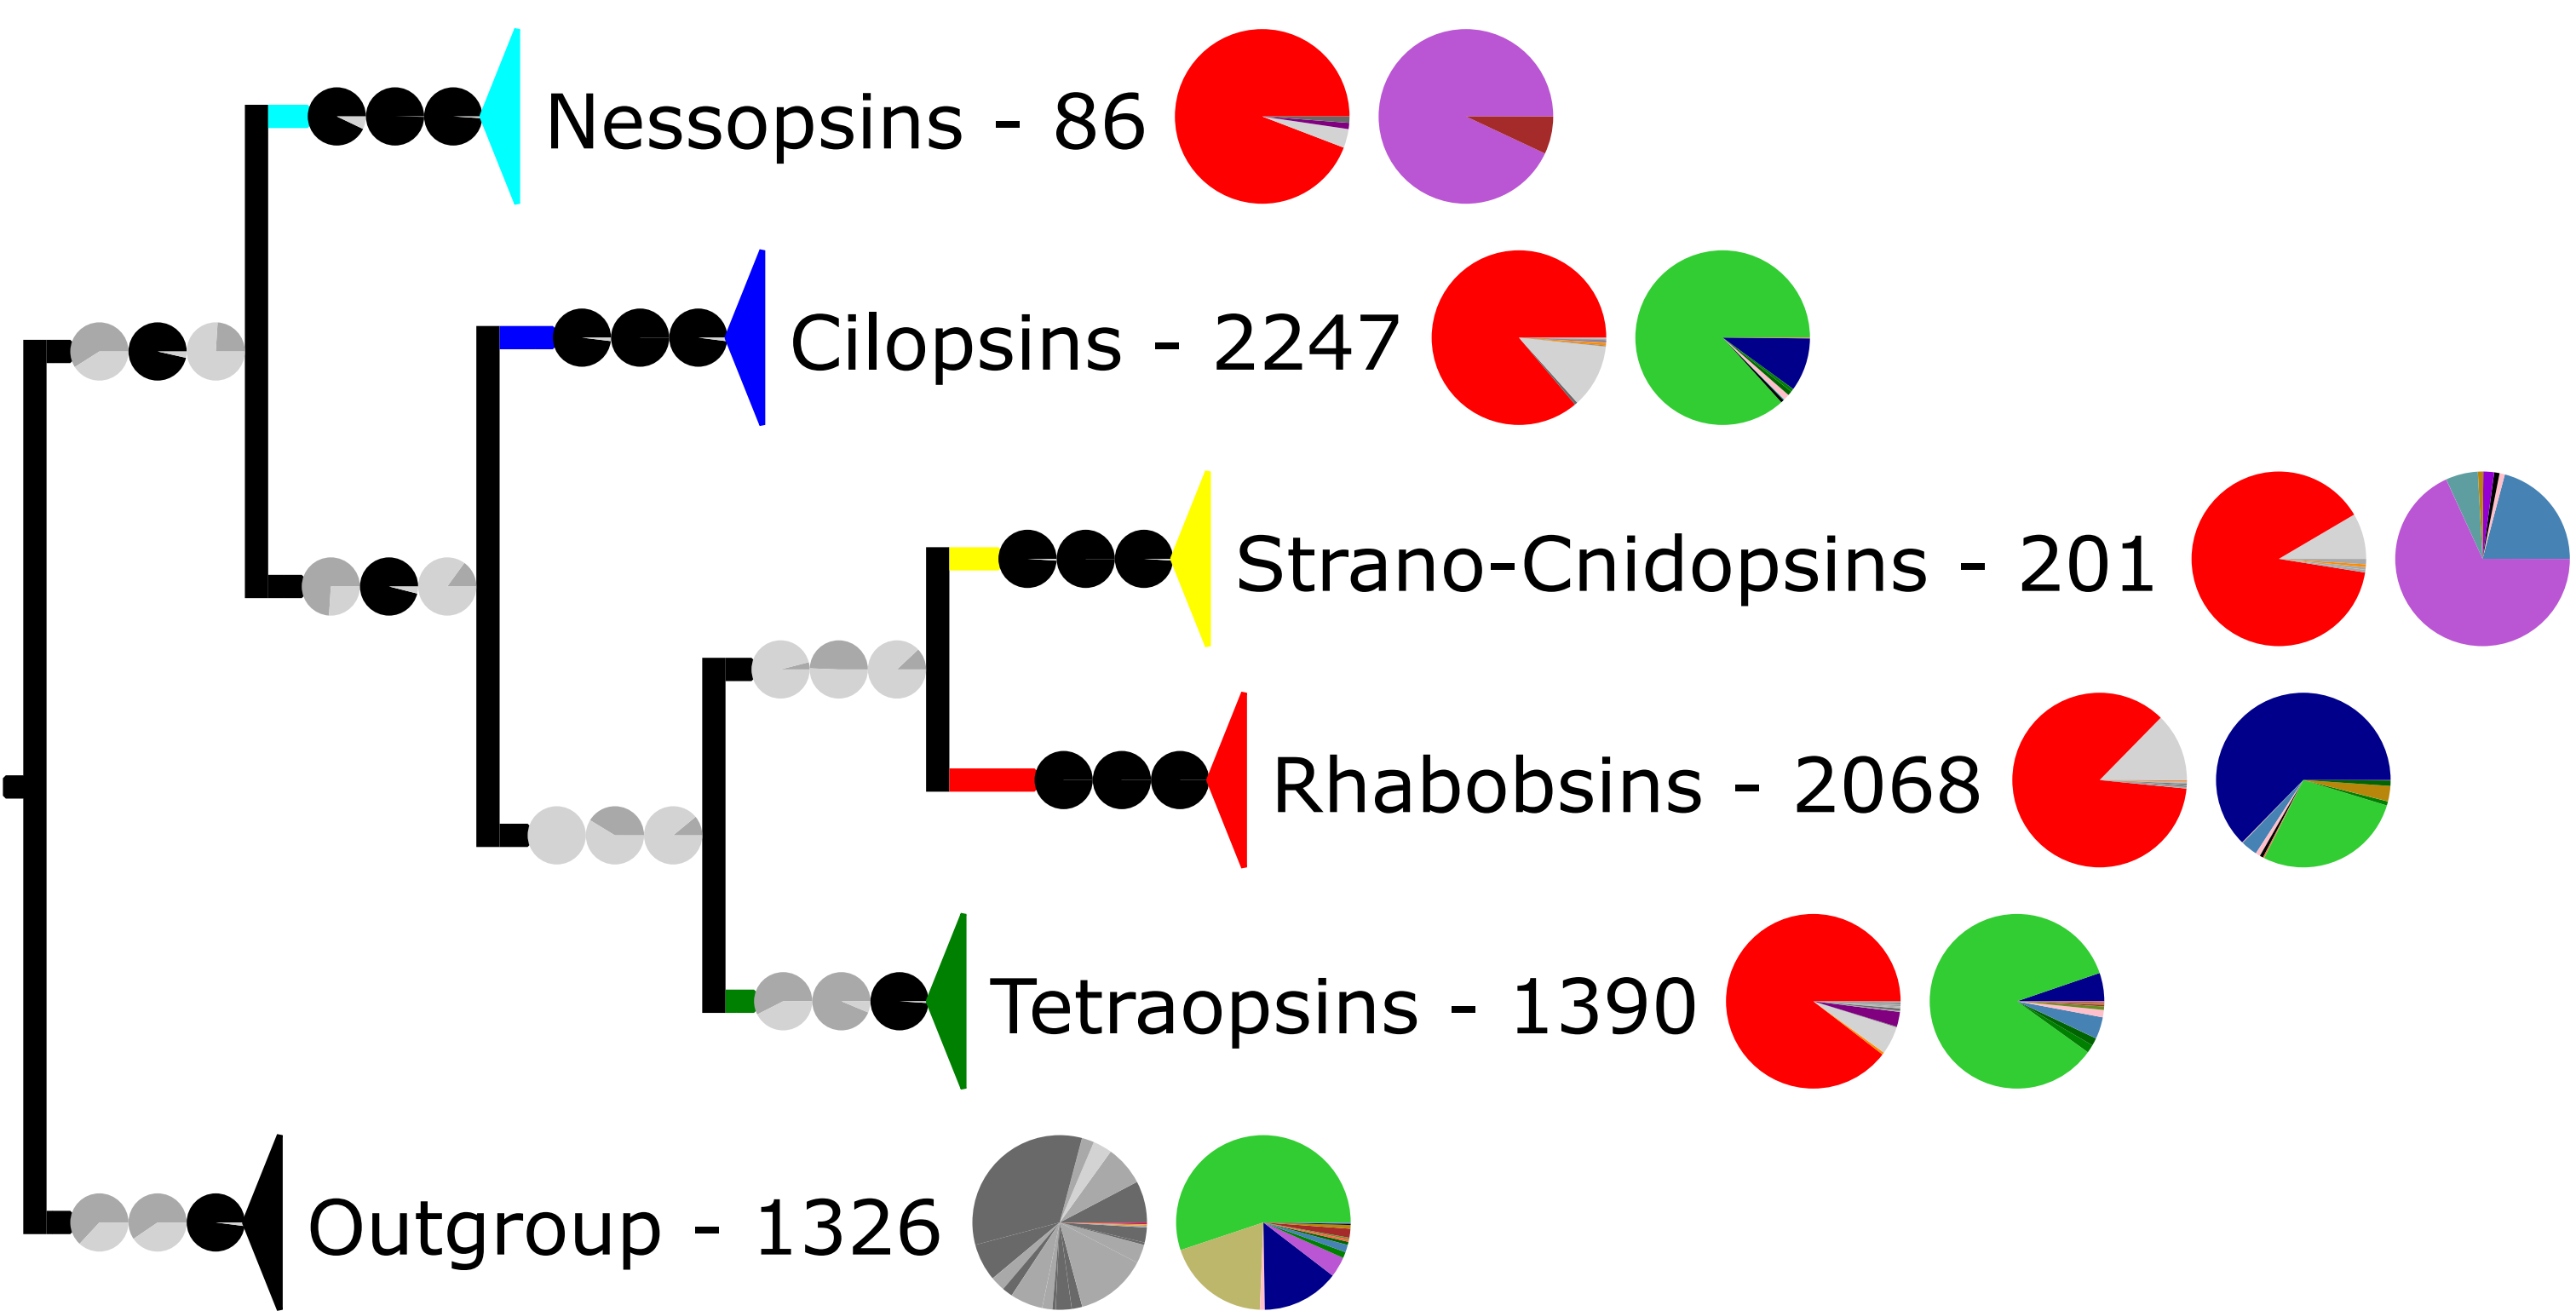 Nessopsins - 86
Cilopsins - 2247
Strano-Cnidopsins - 201
Rhabobsins - 2068
Tetraopsins - 1390
Outgroup - 1326